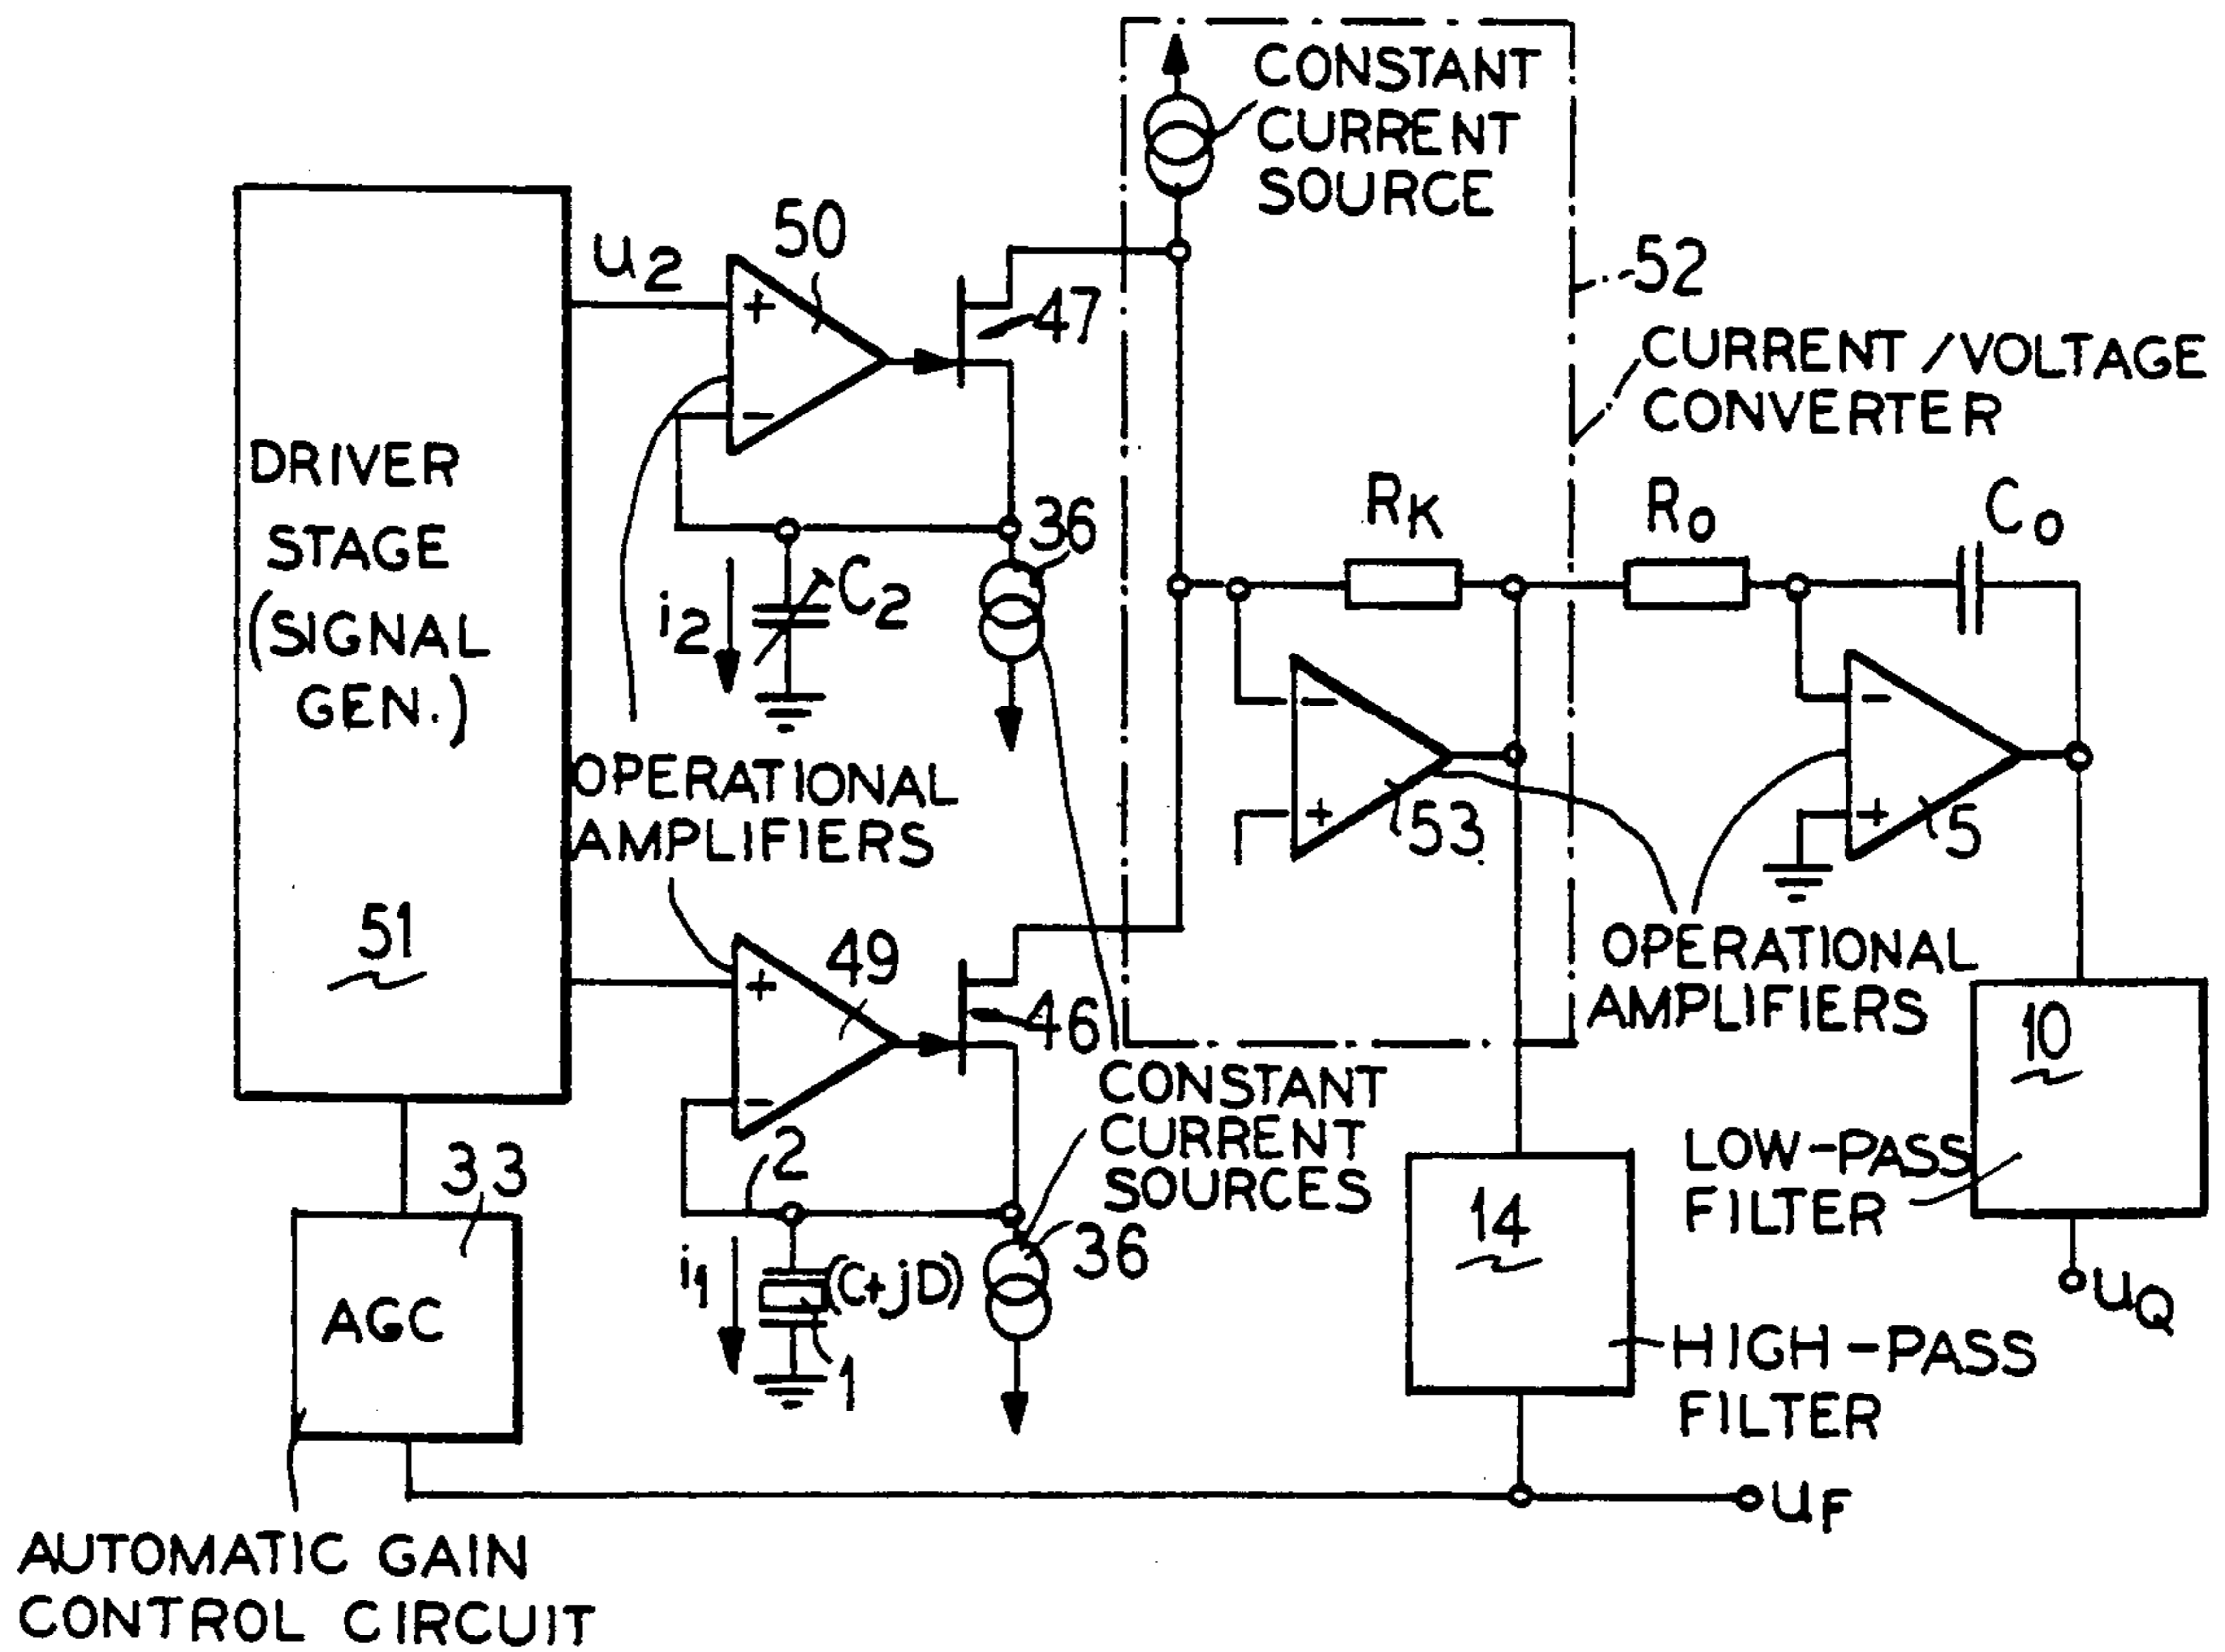 CONSTANT
CURRENT
SOURCE
u2
50
+
−
47
52
CURRENT/VOLTAGE
CONVERTER
DRIVER
STAGE
(SIGNAL
GEN.)
51
i2
C2
36
RK
R0
C0
−
+
53
−
+
5
OPERATIONAL
AMPLIFIERS
OPERATIONAL
AMPLIFIERS
+
−
49
46
2
CONSTANT
CURRENT
SOURCES
36
i1
(C+jD)
1
33
AGC
14
10
LOW-PASS
FILTER
uQ
HIGH-PASS
FILTER
uF
AUTOMATIC GAIN
CONTROL CIRCUIT